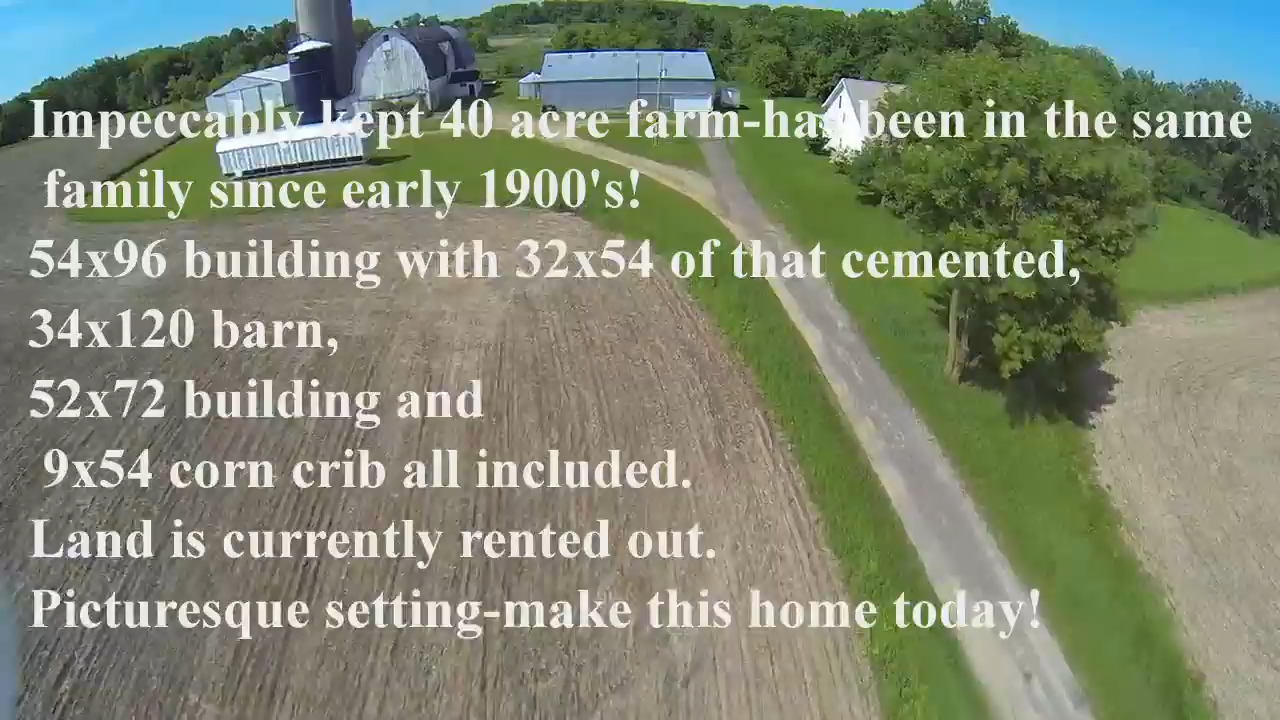 Impeccably kept 40 acre farm-has been in the same
family since early 1900's!
54x96 building with 32x54 of that cemented,
34x120 barn,
52x72 building and
9x54 corn crib all included.
Land is currently rented out.
Picturesque setting-make this home today!